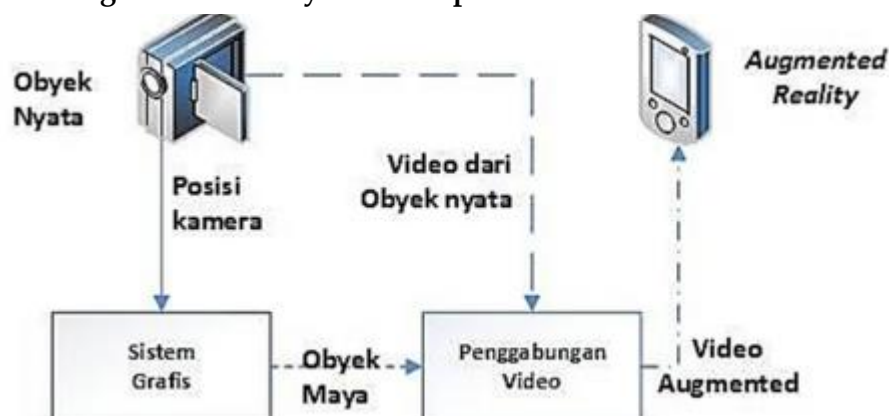 Obyek
Nyata
Augmented
Reality
Video dari
Obyek nyata
Posisi
kamera
Sistem
Grafis
Obyek
Maya
Penggabungan
Video
Video
Augmented